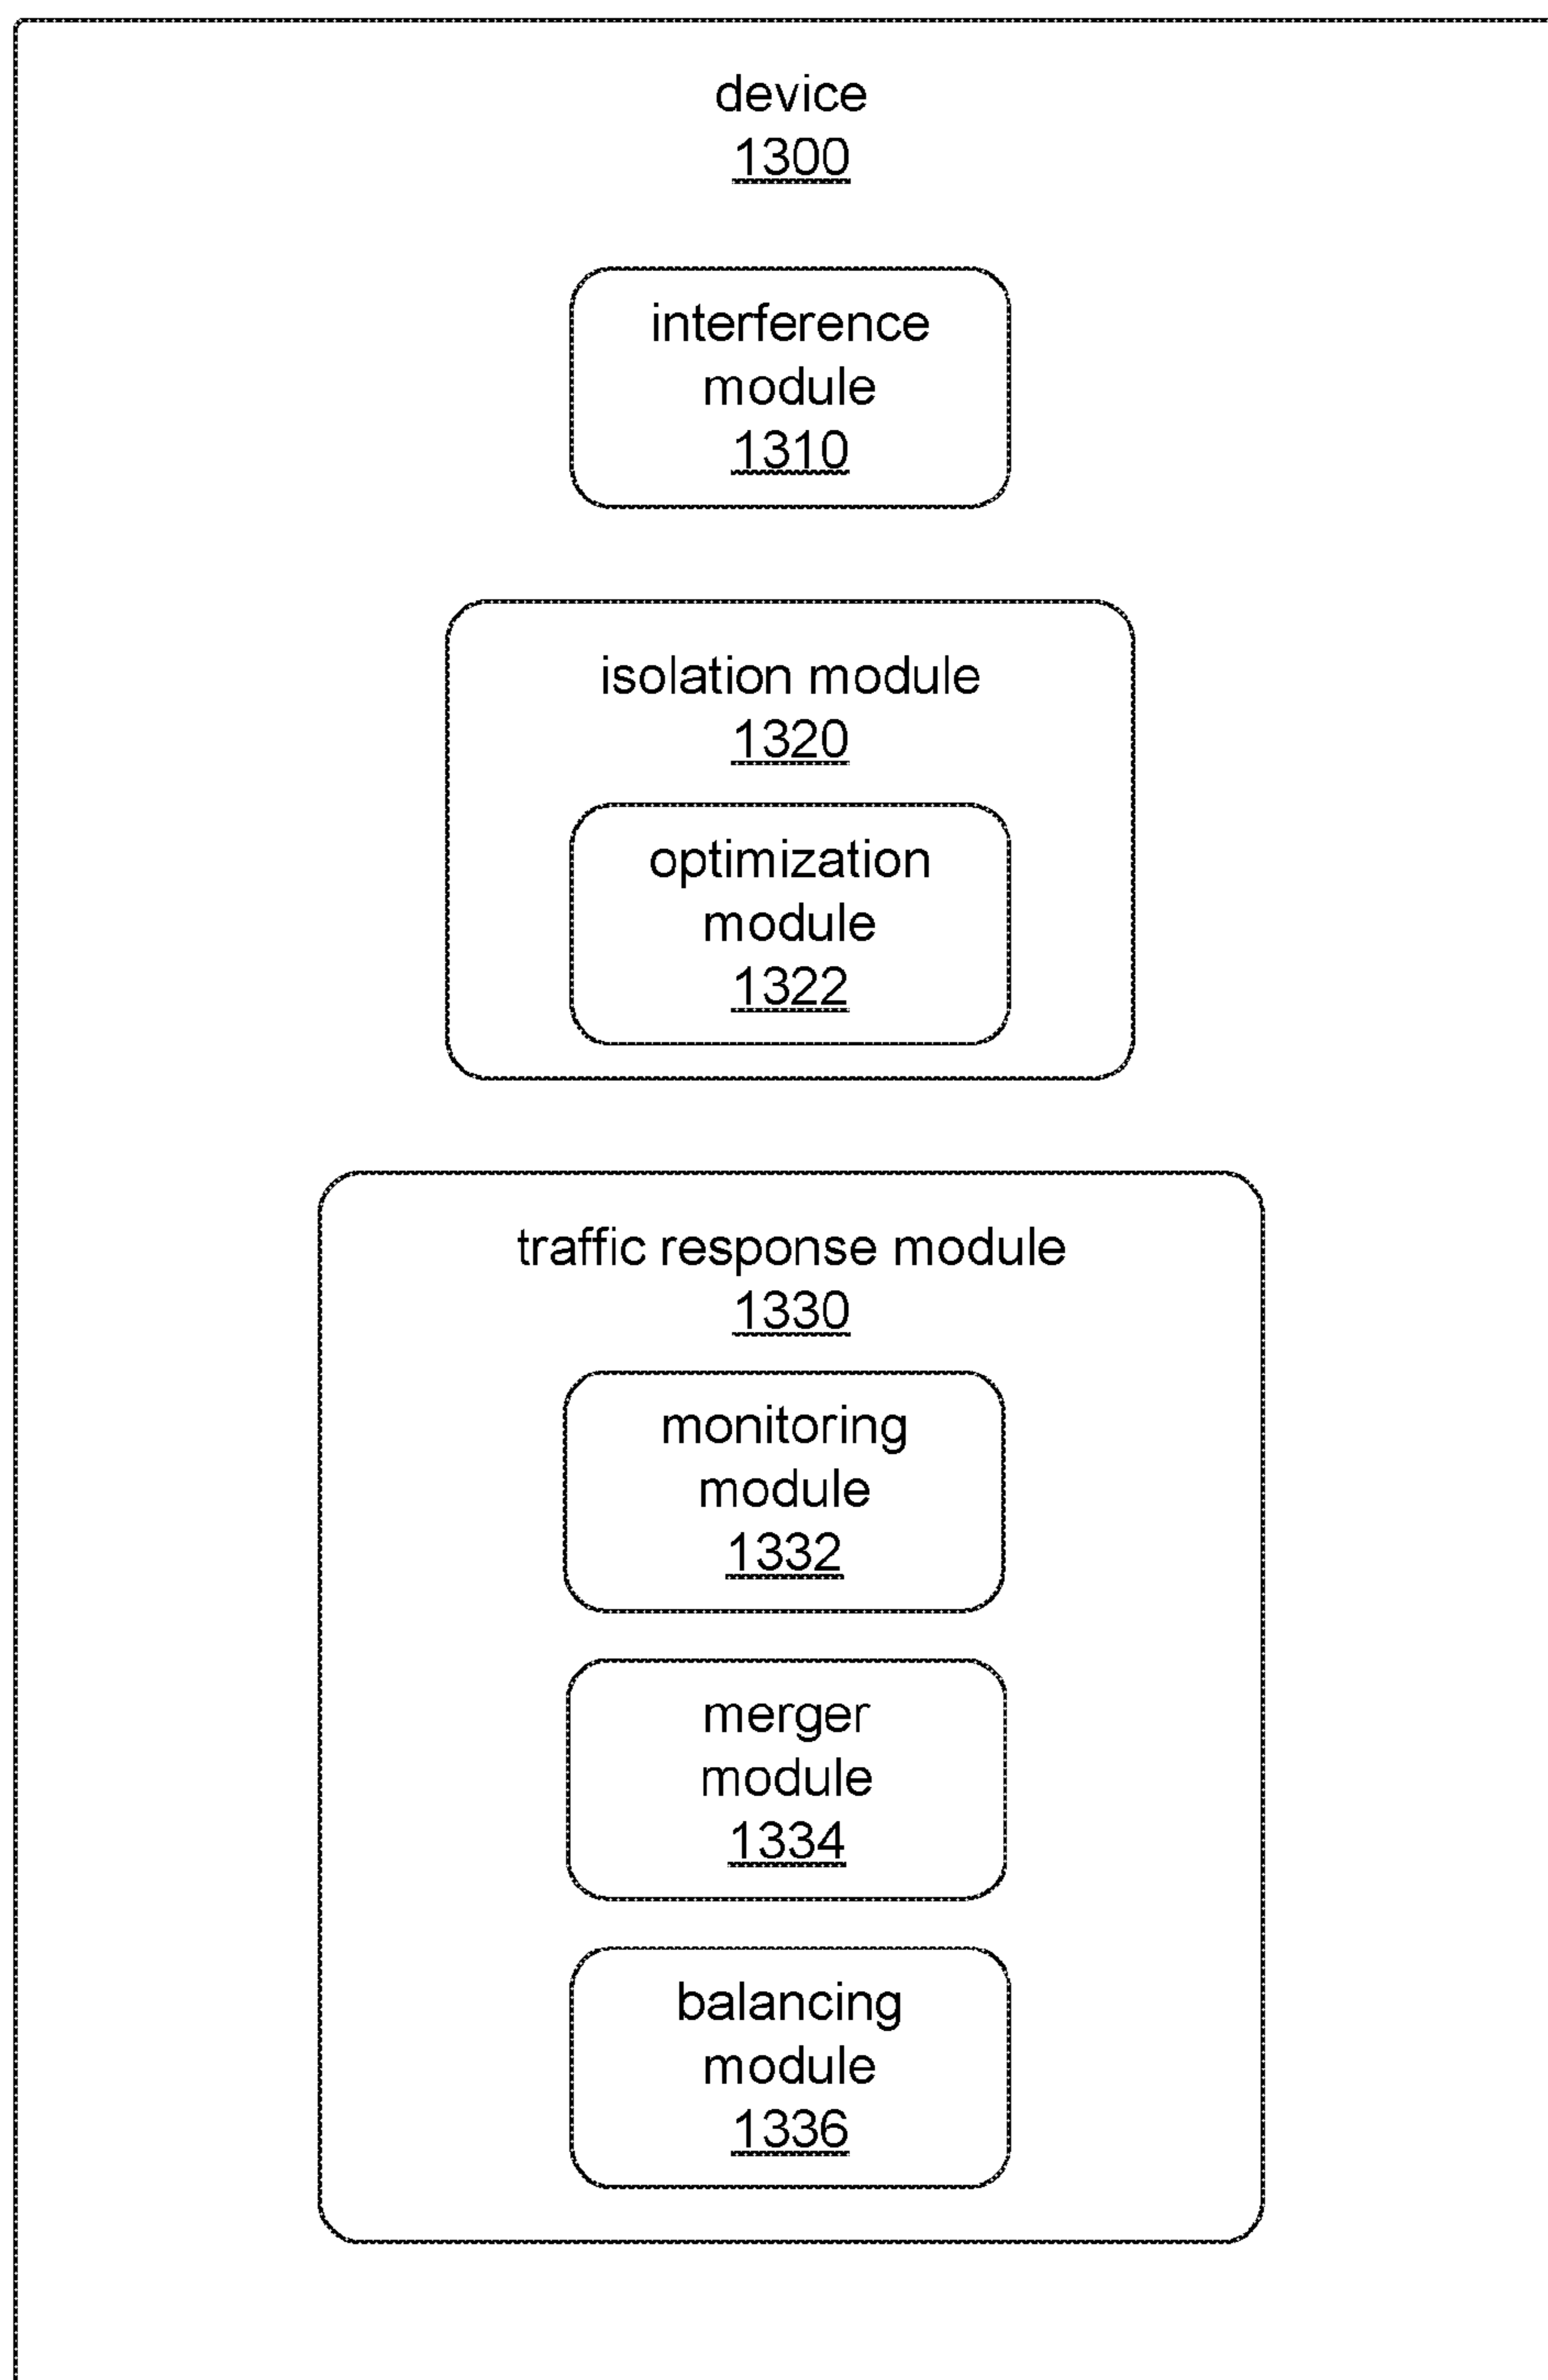 device
1300
interference
module
1310
isolation module
1320
optimization
module
1322
traffic response module
1330
monitoring
module
1332
merger
module
1334
balancing
module
1336